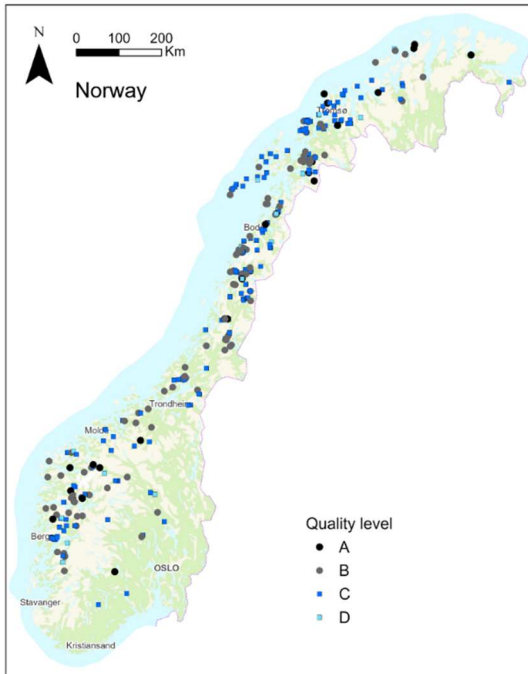 N
0 100 200
Km
Norway
Tromsø
Bodø
Trondheim
Molde
Bergen
OSLO
Stavanger
Kristiansand
Quality level
A
B
C
D